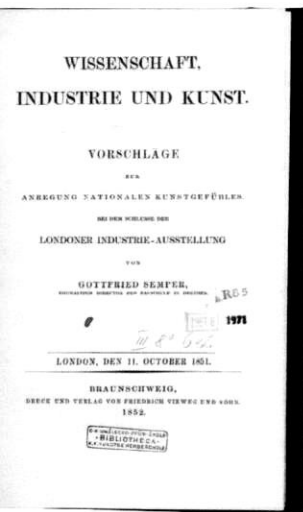 WISSENSCHAFT,
INDUSTRIE UND KUNST.
VORSCHLÄGE
ZUR
ANREGUNG NATIONALEN KUNSTGEFÜHLES
BEI DEM SCHLUSSE DER
LONDONER INDUSTRIE-AUSSTELLUNG
VON
GOTTFRIED SEMPER,
1971
LONDON, DEN 11. OCTOBER 1851.
BRAUNSCHWEIG,
DRUCK UND VERLAG VON FRIEDRICH VIEWEG UND SOHN.
1852.
BIBLIOTHECA